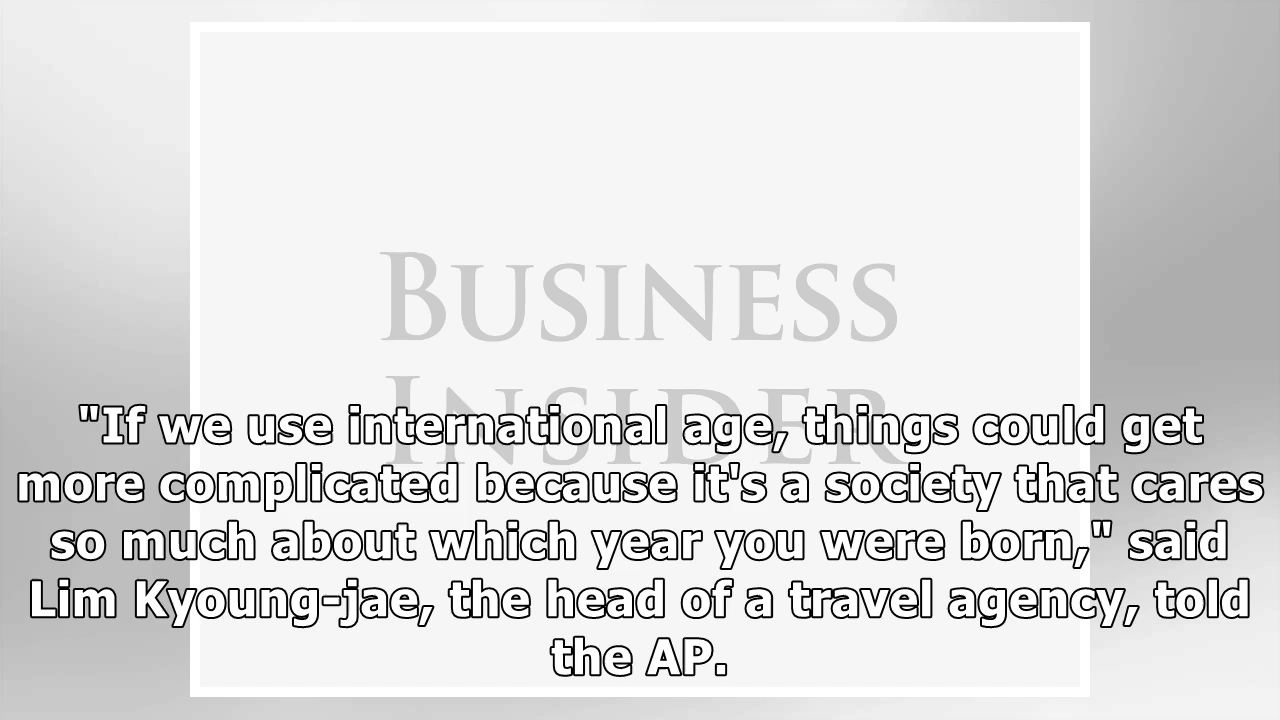 BUSINESS
INSIDER
"If we use international age, things could get
more complicated because it's a society that cares
so much about which year you were born," said
Lim Kyoung-jae, the head of a travel agency, told
the AP.